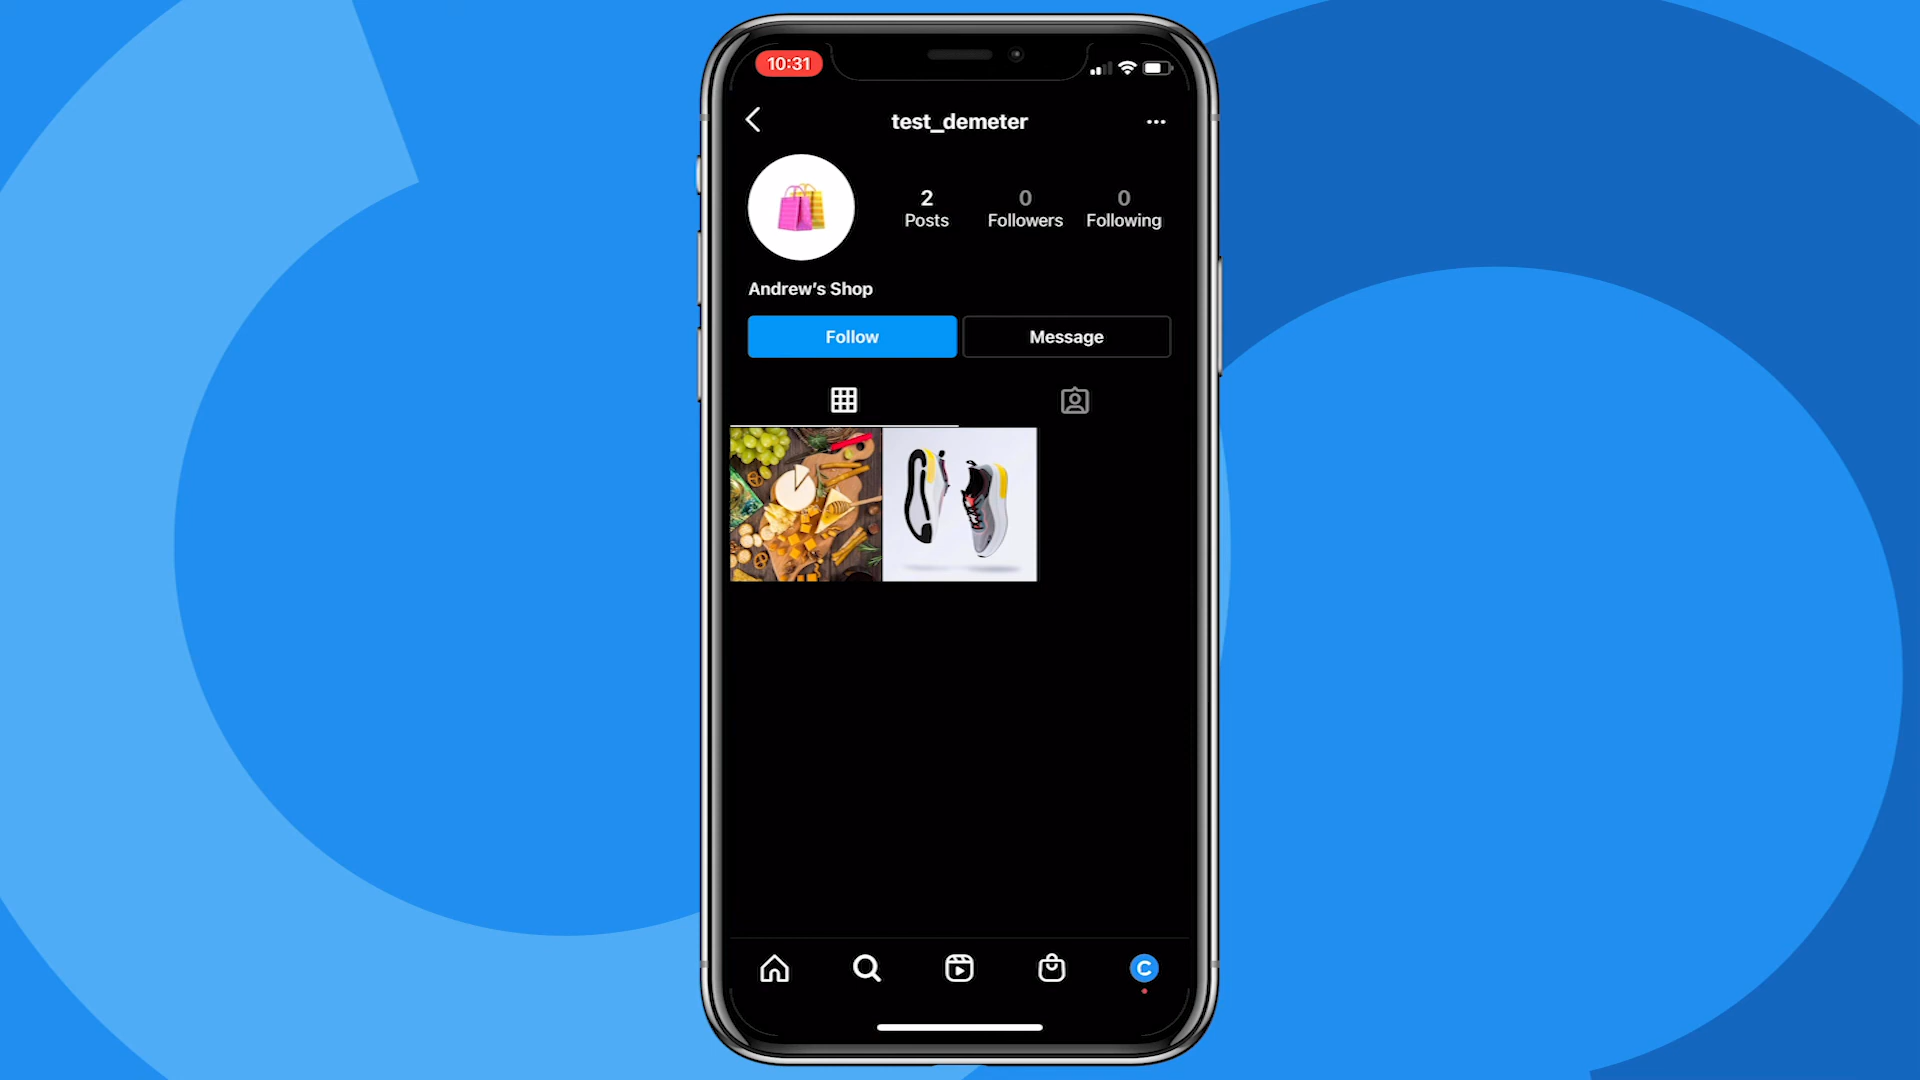 10:31
test_demeter
2 0 0
Posts Followers Following
Andrew's Shop
Follow Message
C